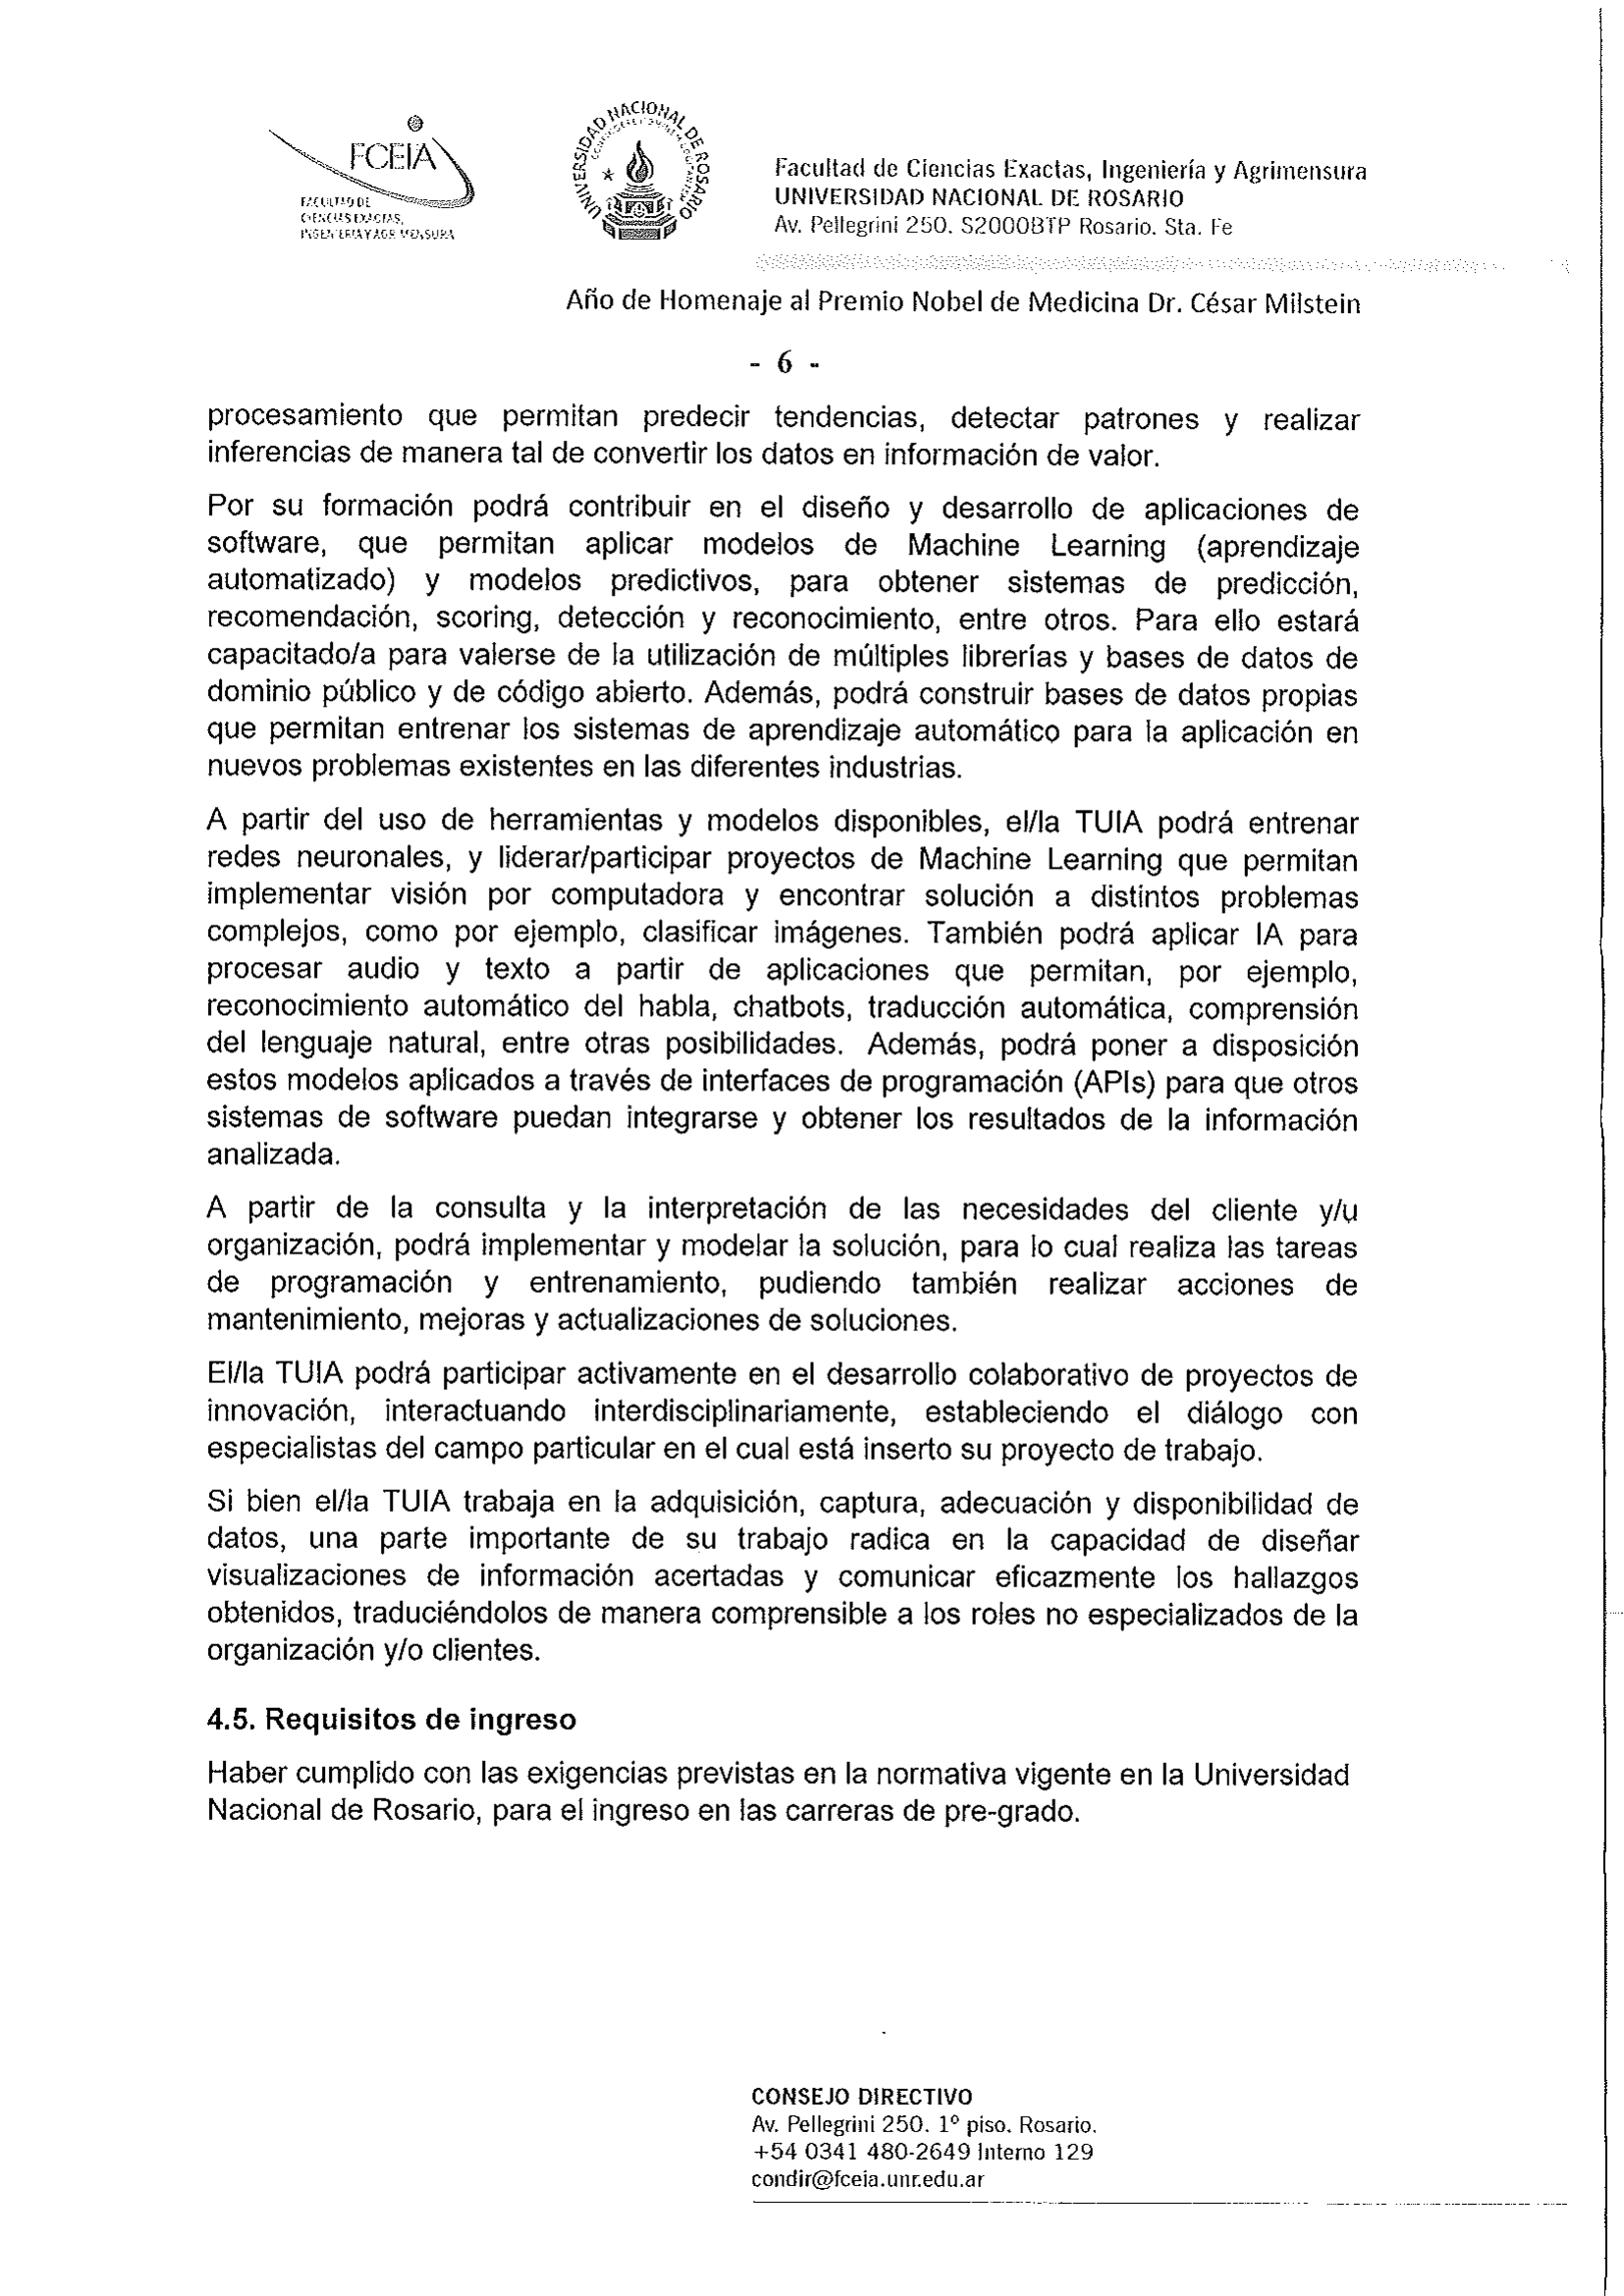 FCEIA
FACULTAD DE
CIENCIAS EXACTAS,
INGENIERIA Y AGRIMENSURA
UNIVERSIDAD NACIONAL DE ROSARIO
Facultad de Ciencias Exactas, Ingeniería y Agrimensura
UNIVERSIDAD NACIONAL DE ROSARIO
Av. Pellegrini 250. S2000BTP Rosario. Sta. Fe
Año de Homenaje al Premio Nobel de Medicina Dr. César Milstein
- 6 -
procesamiento que permitan predecir tendencias, detectar patrones y realizar
inferencias de manera tal de convertir los datos en información de valor.
Por su formación podrá contribuir en el diseño y desarrollo de aplicaciones de
software, que permitan aplicar modelos de Machine Learning (aprendizaje
automatizado) y modelos predictivos, para obtener sistemas de predicción,
recomendación, scoring, detección y reconocimiento, entre otros. Para ello estará
capacitado/a para valerse de la utilización de múltiples librerías y bases de datos de
dominio público y de código abierto. Además, podrá construir bases de datos propias
que permitan entrenar los sistemas de aprendizaje automático para la aplicación en
nuevos problemas existentes en las diferentes industrias.
A partir del uso de herramientas y modelos disponibles, el/la TUIA podrá entrenar
redes neuronales, y liderar/participar proyectos de Machine Learning que permitan
implementar visión por computadora y encontrar solución a distintos problemas
complejos, como por ejemplo, clasificar imágenes. También podrá aplicar IA para
procesar audio y texto a partir de aplicaciones que permitan, por ejemplo,
reconocimiento automático del habla, chatbots, traducción automática, comprensión
del lenguaje natural, entre otras posibilidades. Además, podrá poner a disposición
estos modelos aplicados a través de interfaces de programación (APIs) para que otros
sistemas de software puedan integrarse y obtener los resultados de la información
analizada.
A partir de la consulta y la interpretación de las necesidades del cliente y/u
organización, podrá implementar y modelar la solución, para lo cual realiza las tareas
de programación y entrenamiento, pudiendo también realizar acciones de
mantenimiento, mejoras y actualizaciones de soluciones.
El/la TUIA podrá participar activamente en el desarrollo colaborativo de proyectos de
innovación, interactuando interdisciplinariamente, estableciendo el diálogo con
especialistas del campo particular en el cual está inserto su proyecto de trabajo.
Si bien el/la TUIA trabaja en la adquisición, captura, adecuación y disponibilidad de
datos, una parte importante de su trabajo radica en la capacidad de diseñar
visualizaciones de información acertadas y comunicar eficazmente los hallazgos
obtenidos, traduciéndolos de manera comprensible a los roles no especializados de la
organización y/o clientes.
4.5. Requisitos de ingreso
Haber cumplido con las exigencias previstas en la normativa vigente en la Universidad
Nacional de Rosario, para el ingreso en las carreras de pre-grado.
CONSEJO DIRECTIVO
Av. Pellegrini 250. 1º piso. Rosario.
+54 0341 480-2649 Interno 129
condir@fceia.unr.edu.ar